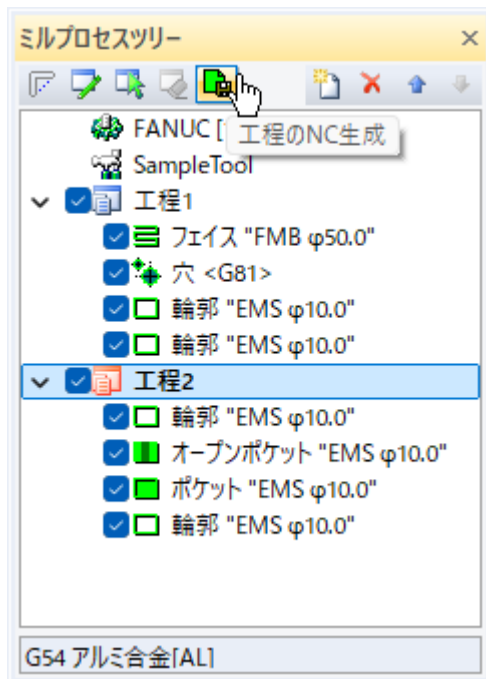 ミルプロセスツリー
FANUC [
工程のNC生成
SampleTool
工程1
フェイス "FMB φ50.0"
穴 <G81>
輪郭 "EMS φ10.0"
輪郭 "EMS φ10.0"
工程2
輪郭 "EMS φ10.0"
オープンポケット "EMS φ10.0"
ポケット "EMS φ10.0"
輪郭 "EMS φ10.0"
G54 アルミ合金[AL]